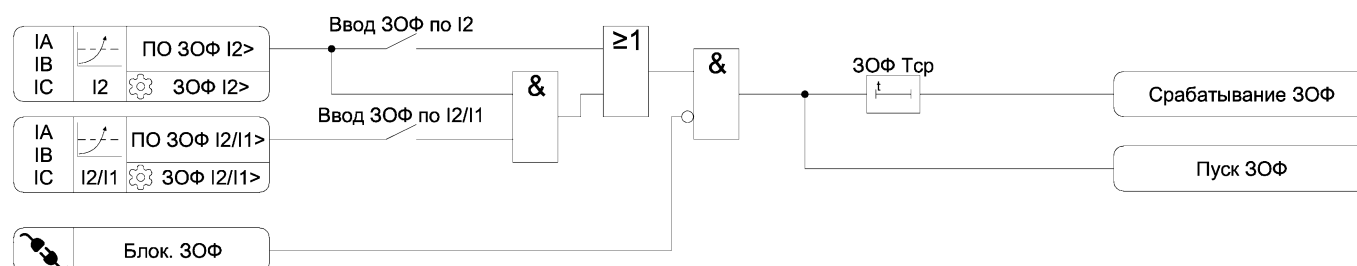 IA
IB
IC
I2
ПО ЗОФ I2>
ЗОФ I2>
Ввод ЗОФ по I2
&
≥1
&
ЗОФ Тср
t
Срабатывание ЗОФ
IA
IB
IC
I2/I1
ПО ЗОФ I2/I1>
ЗОФ I2/I1>
Ввод ЗОФ по I2/I1
Пуск ЗОФ
Блок. ЗОФ